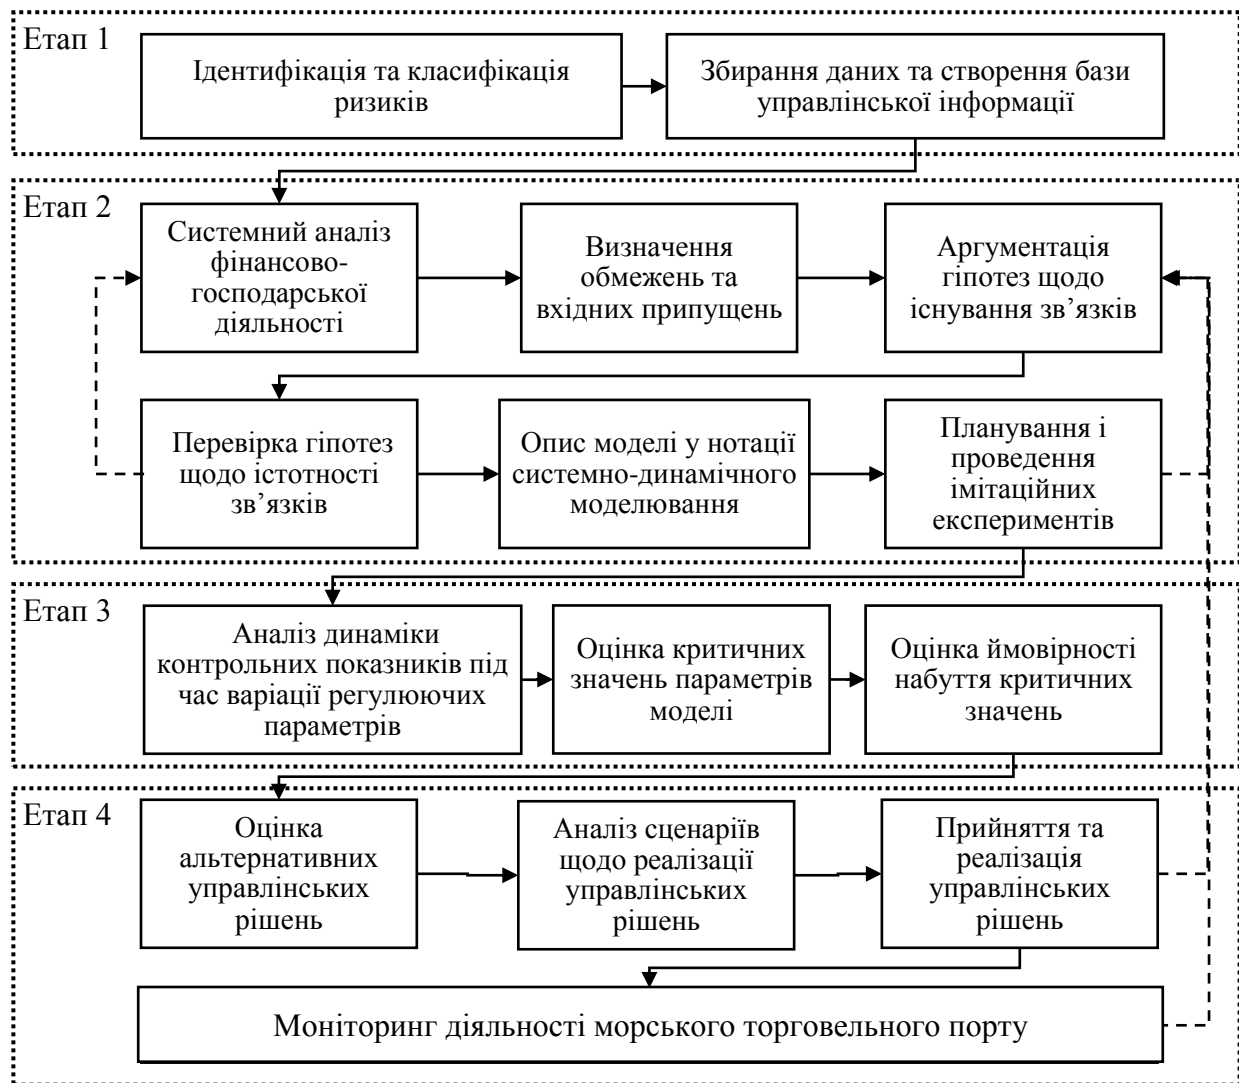 Етап 1
Ідентифікація та класифікація
ризиків
Збирання даних та створення бази
управлінської інформації
Етап 2
Системний аналіз
фінансово-
господарської
діяльності
Визначення
обмежень та
вхідних припущень
Аргументація
гіпотез щодо
існування зв’язків
Перевірка гіпотез
щодо істотності
зв’язків
Опис моделі у нотації
системно-динамічного
моделювання
Планування і
проведення
імітаційних
експериментів
Етап 3
Аналіз динаміки
контрольних показників під
час варіації регулюючих
параметрів
Оцінка критичних
значень параметрів
моделі
Оцінка ймовірності
набуття критичних
значень
Етап 4
Оцінка
альтернативних
управлінських
рішень
Аналіз сценаріїв
щодо реалізації
управлінських
рішень
Прийняття та
реалізація
управлінських
рішень
Моніторинг діяльності морського торговельного порту